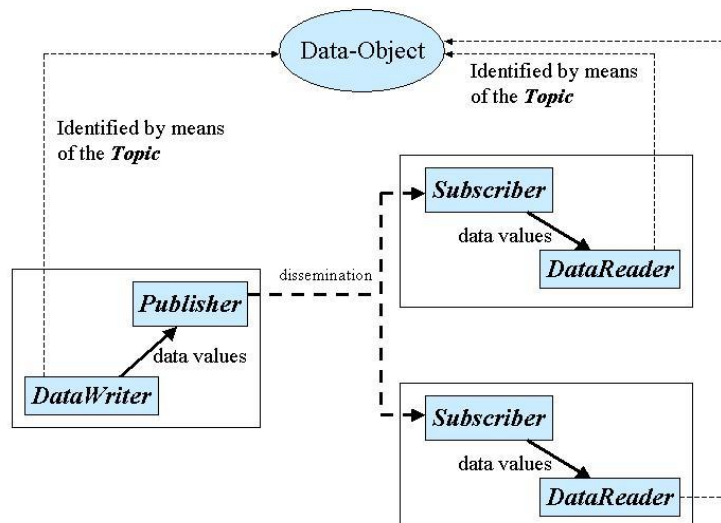 Data-Object
Identified by means
of the Topic
Identified by means
of the Topic
Subscriber
data values
DataReader
dissemination
Publisher
data values
DataWriter
Subscriber
data values
DataReader